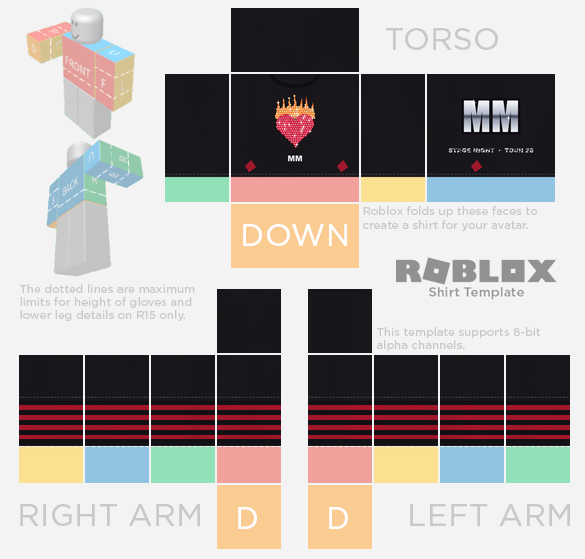 TORSO
FRONT
F
R
D
U
MM
MM
STAGE NIGHT · TOUR 25
BACK
DOWN
Roblox folds up these faces to
create a shirt for your avatar.
ROBLOX
Shirt Template
The dotted lines are maximum
limits for height of gloves and
lower leg details on R15 only.
This template supports 8-bit
alpha channels.
RIGHT ARM
D
D
LEFT ARM